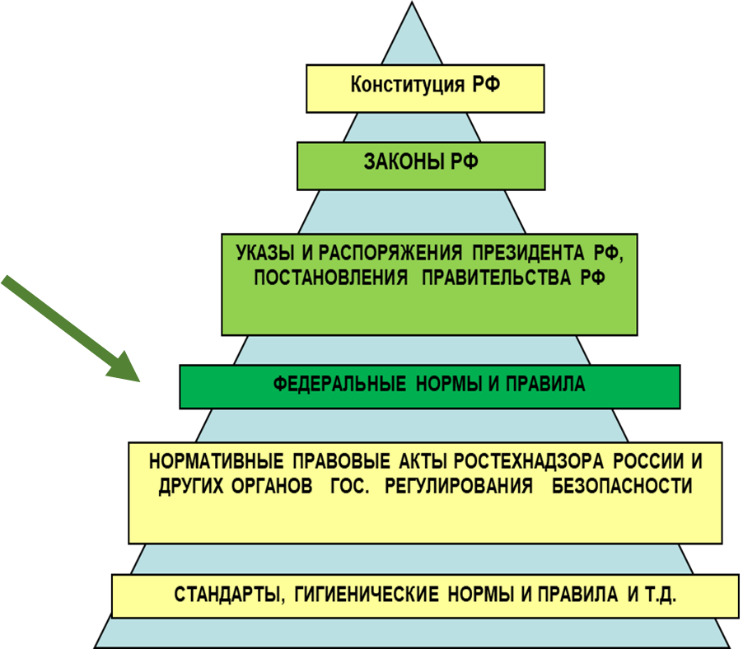 Конституция РФ
ЗАКОНЫ РФ
УКАЗЫ И РАСПОРЯЖЕНИЯ ПРЕЗИДЕНТА РФ,
ПОСТАНОВЛЕНИЯ ПРАВИТЕЛЬСТВА РФ
ФЕДЕРАЛЬНЫЕ НОРМЫ И ПРАВИЛА
НОРМАТИВНЫЕ ПРАВОВЫЕ АКТЫ РОСТЕХНАДЗОРА РОССИИ И
ДРУГИХ ОРГАНОВ ГОС. РЕГУЛИРОВАНИЯ БЕЗОПАСНОСТИ
СТАНДАРТЫ, ГИГИЕНИЧЕСКИЕ НОРМЫ И ПРАВИЛА И Т.Д.